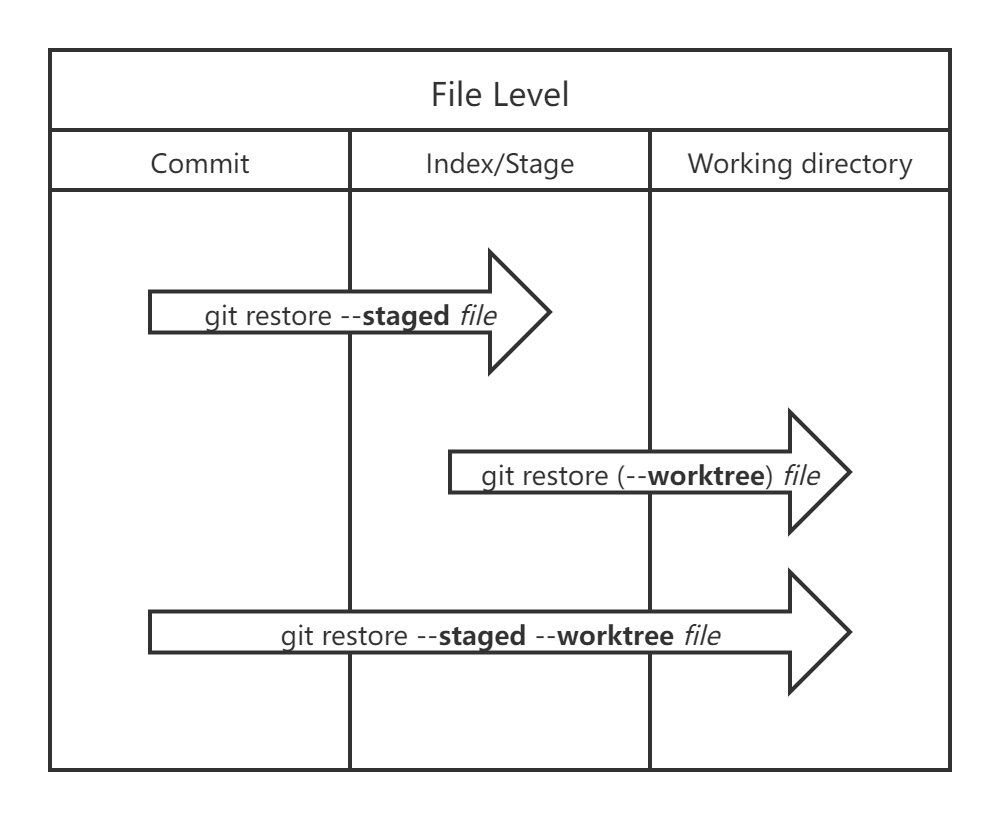 File Level
Commit
Index/Stage
Working directory
git restore --staged file
git restore (--worktree) file
git restore --staged --worktree file